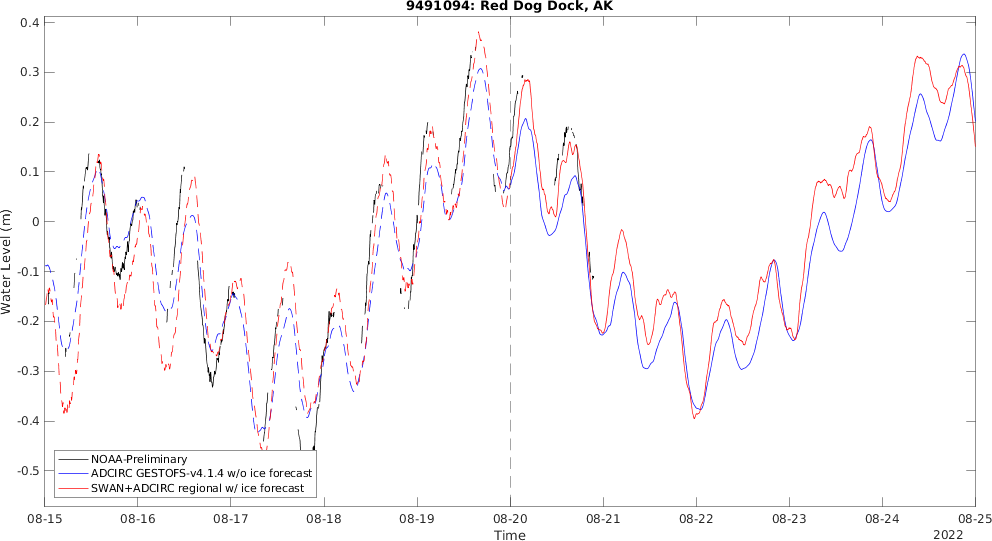 9491094: Red Dog Dock, AK
0.4
0.3
0.2
0.1
0
-0.1
-0.2
-0.3
-0.4
-0.5
Water Level (m)
NOAA-Preliminary
ADCIRC GESTOFS-v4.1.4 w/o ice forecast
SWAN+ADCIRC regional w/ ice forecast
08-15 08-16 08-17 08-18 08-19 08-20 08-21 08-22 08-23 08-24 08-25
Time
2022